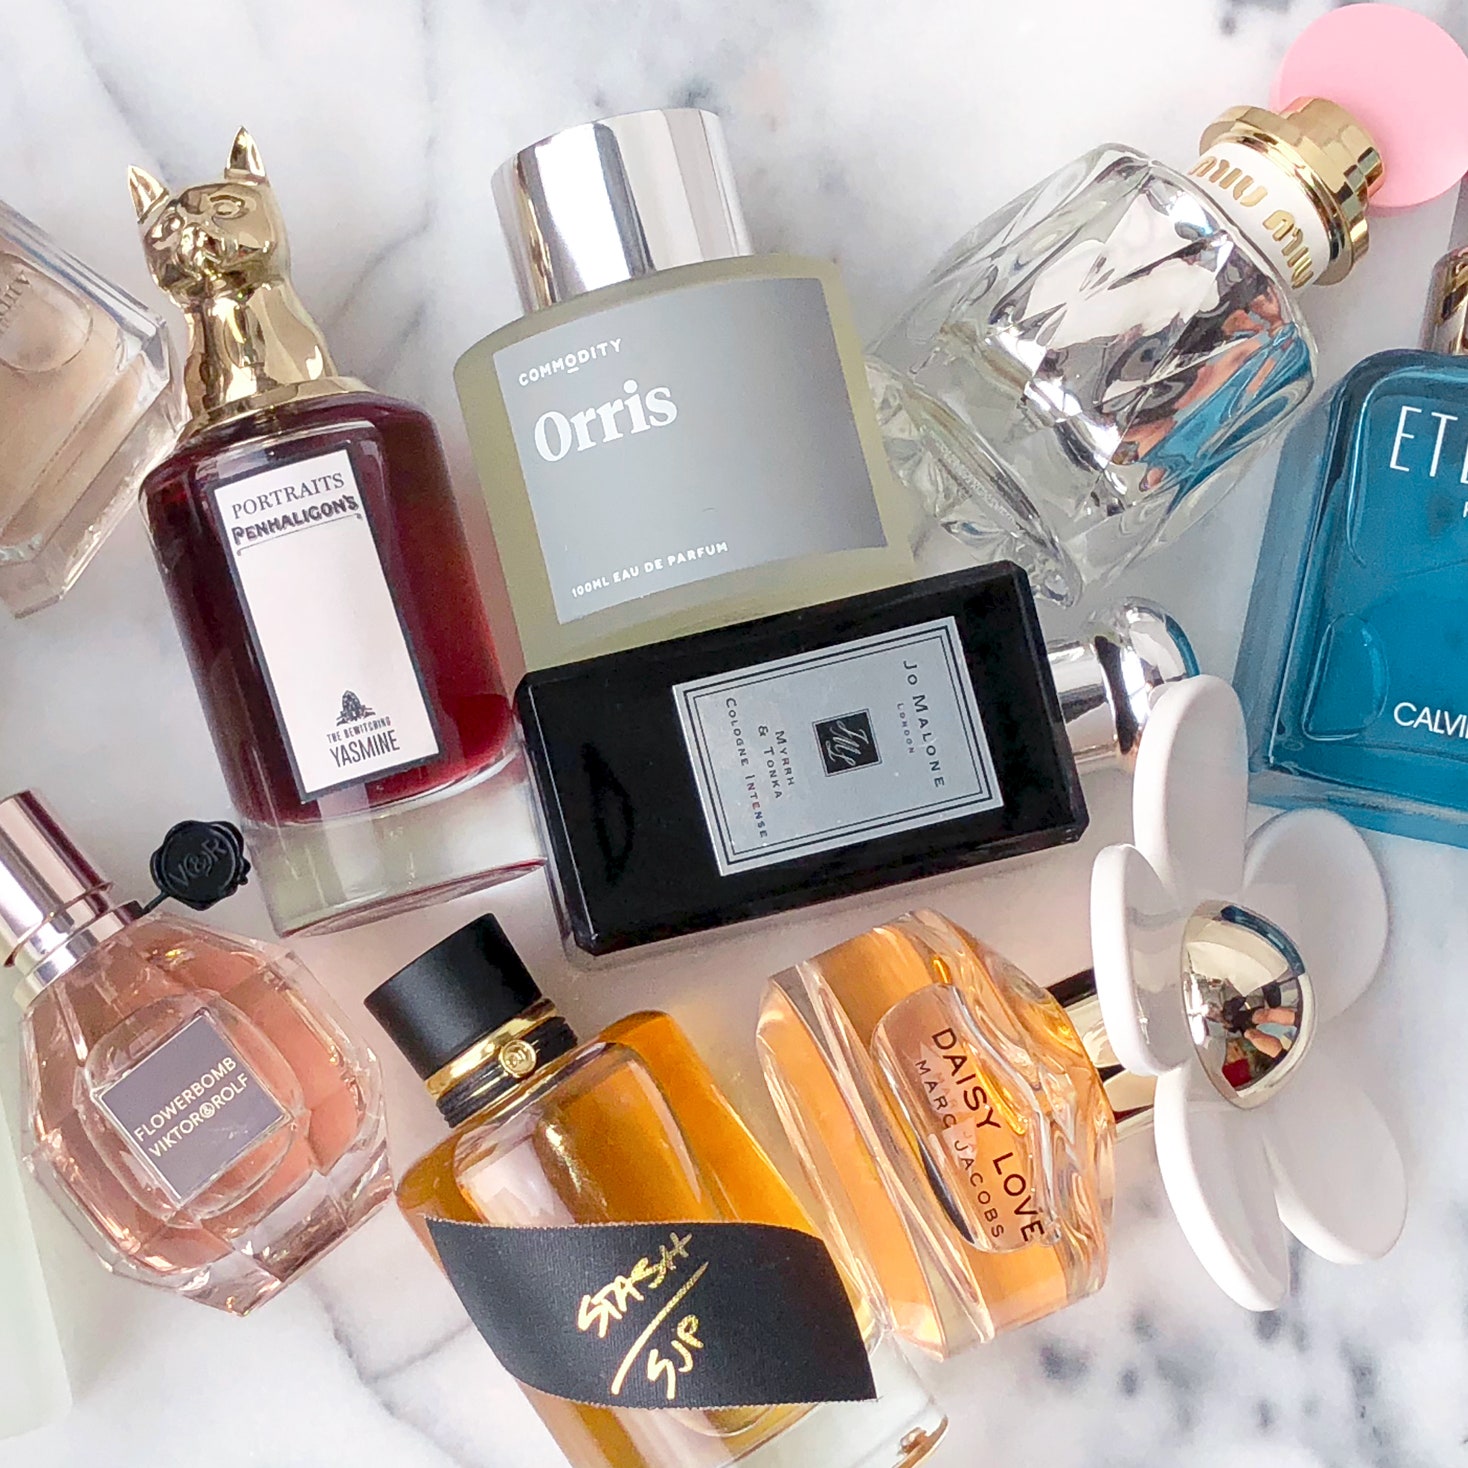 PORTRAITS
PENHALIGON'S
THE BEWITCHING
YASMINE
COMMODITY
Orris
100ML EAU DE PARFUM
MIU MIU
JO MALONE
LONDON
MYRRH
& TONKA
COLOGNE INTENSE
CALVI
V&R
FLOWERBOMB
VIKTOR&ROLF
STASH
SJP
DAISY LOVE
MARC JACOBS